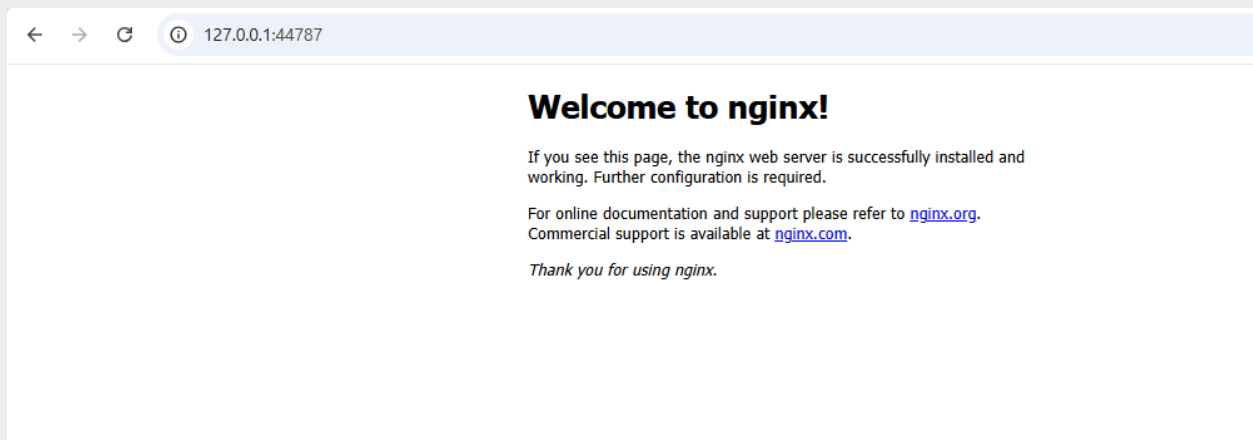 127.0.0.1:44787
Welcome to nginx!
If you see this page, the nginx web server is successfully installed and
working. Further configuration is required.
For online documentation and support please refer to nginx.org.
Commercial support is available at nginx.com.
Thank you for using nginx.